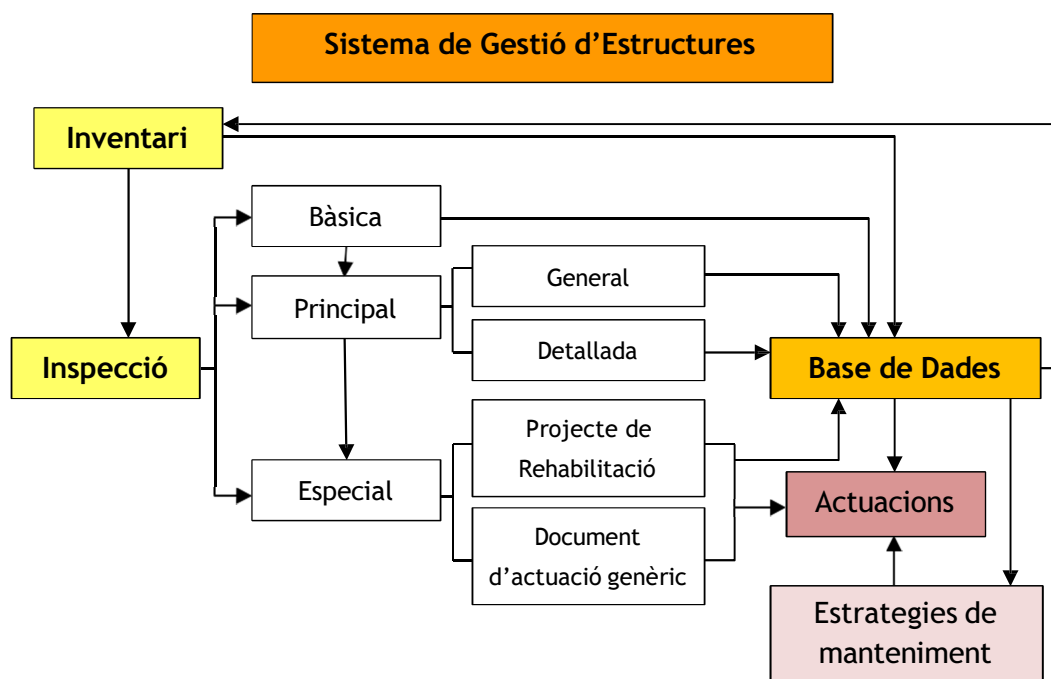 Sistema de Gestió d’Estructures
Inventari
Bàsica
General
Principal
Detallada
Inspecció
Base de Dades
Projecte de
Rehabilitació
Especial
Actuacions
Document
d’actuació genèric
Estrategies de
manteniment